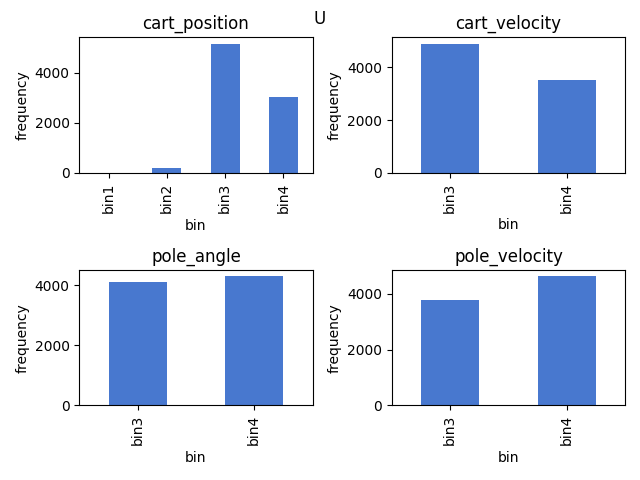 U
cart_position
frequency
4000
2000
0
bin1
bin2
bin3
bin4
bin
cart_velocity
frequency
4000
2000
0
bin3
bin4
bin
pole_angle
frequency
4000
2000
0
bin3
bin4
bin
pole_velocity
frequency
4000
2000
0
bin3
bin4
bin